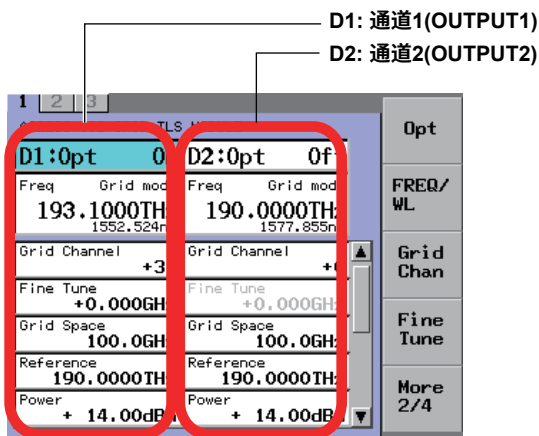 D1: 通道1(OUTPUT1)
D2: 通道2(OUTPUT2)
1 2 3
D1:Opt
D2:Opt
Opt
Freq Grid mod
Freq Grid mod
FREQ/
WL
193.1000TH
190.0000TH
1552.524n
1577.855n
Grid Channel
Grid Channel
Grid
Chan
+3
Fine Tune
Fine Tune
+0.000GH
+0.000GH
Fine
Tune
Grid Space
Grid Space
100.0GH
100.0GH
Reference
Reference
190.0000TH
190.0000TH
Power
Power
More
2/4
+ 14.00dB
+ 14.00dB